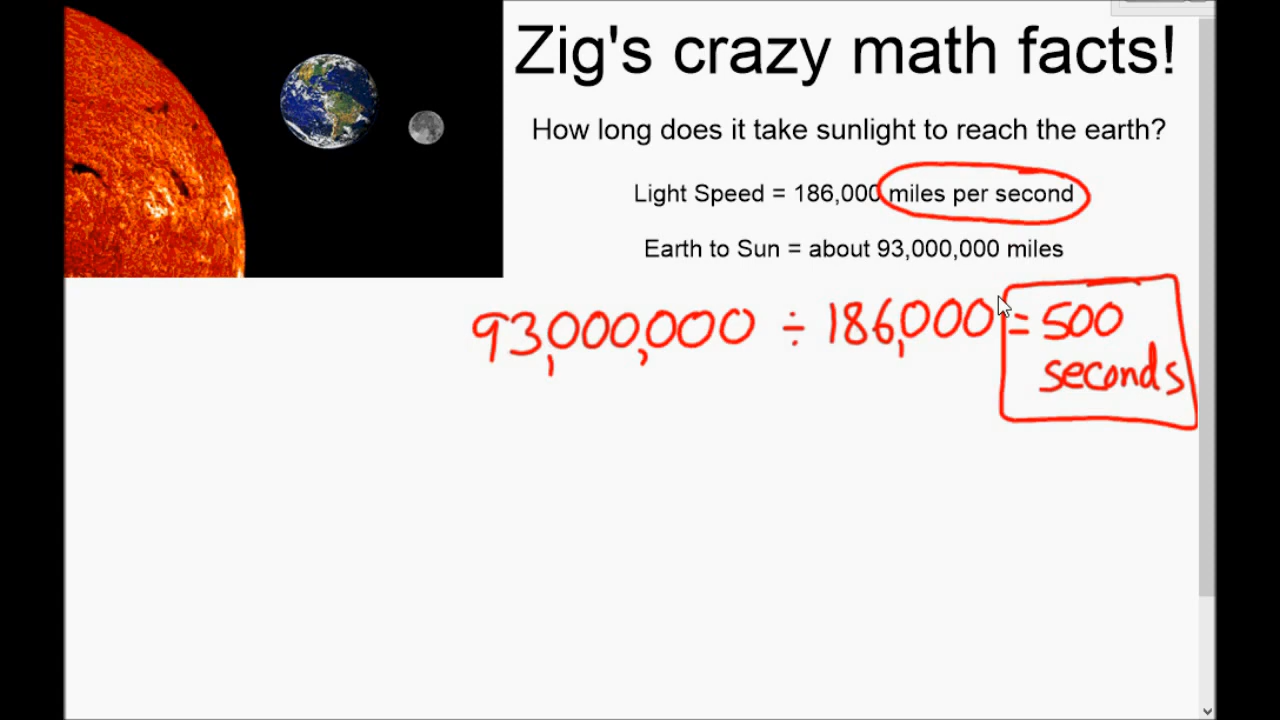 Zig's crazy math facts!
How long does it take sunlight to reach the earth?
Light Speed = 186,000 miles per second
Earth to Sun = about 93,000,000 miles
93,000,000 ÷ 186,000 = 500
seconds